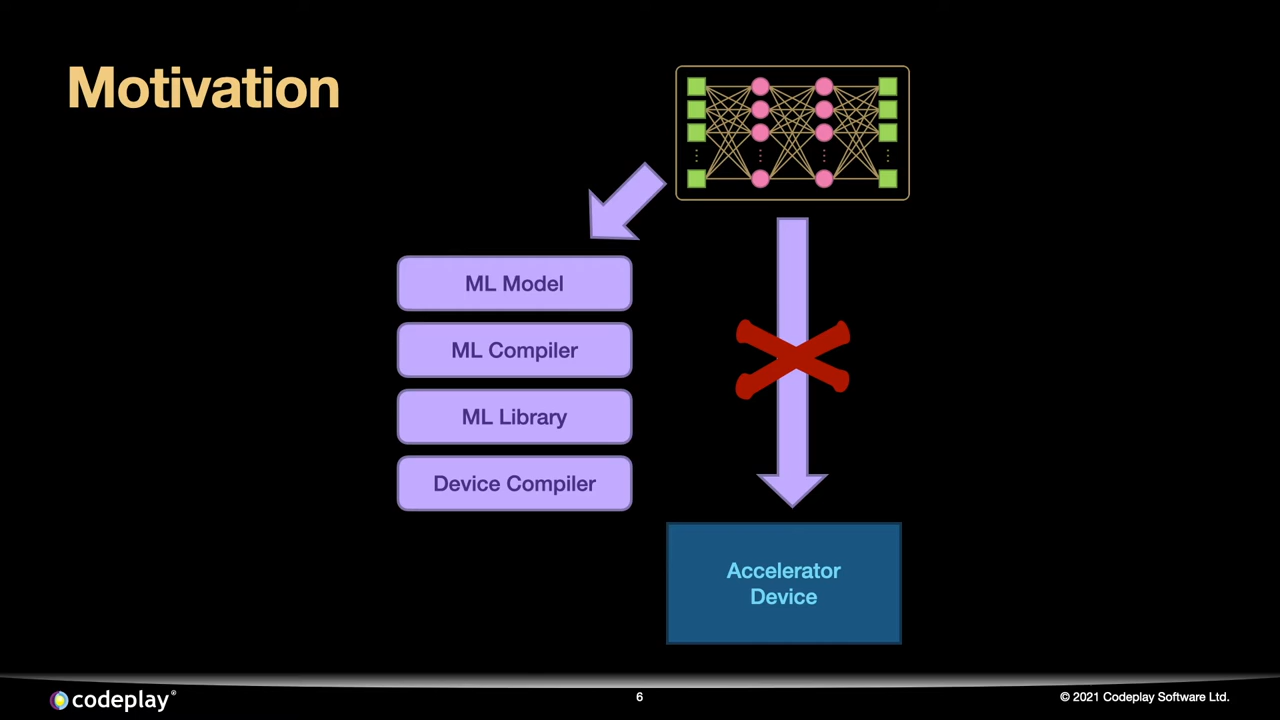 Motivation
ML Model
ML Compiler
ML Library
Device Compiler
Accelerator
Device
codeplay®
6
© 2021 Codeplay Software Ltd.